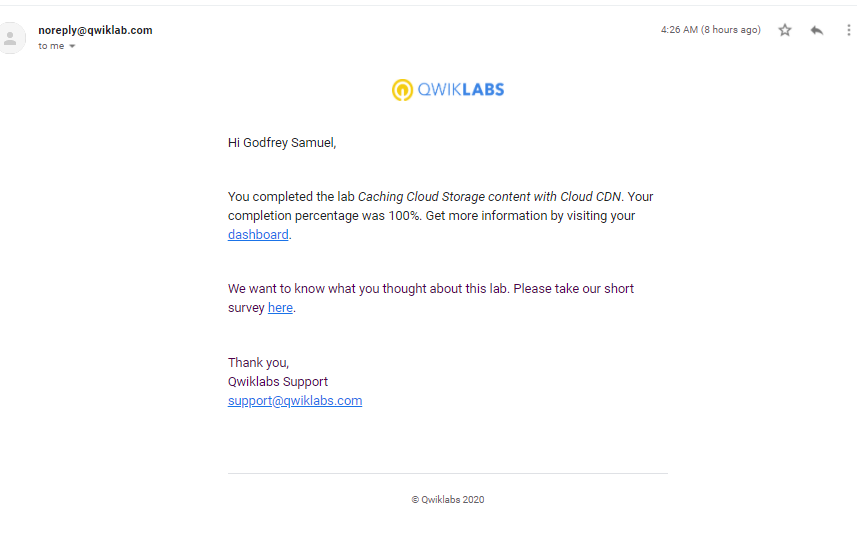 noreply@qwiklab.com
4:26 AM (8 hours ago)
to me
QWIKLABS
Hi Godfrey Samuel,
You completed the lab Caching Cloud Storage content with Cloud CDN. Your
completion percentage was 100%. Get more information by visiting your
dashboard.
We want to know what you thought about this lab. Please take our short
survey here.
Thank you,
Qwiklabs Support
support@qwiklabs.com
© Qwiklabs 2020